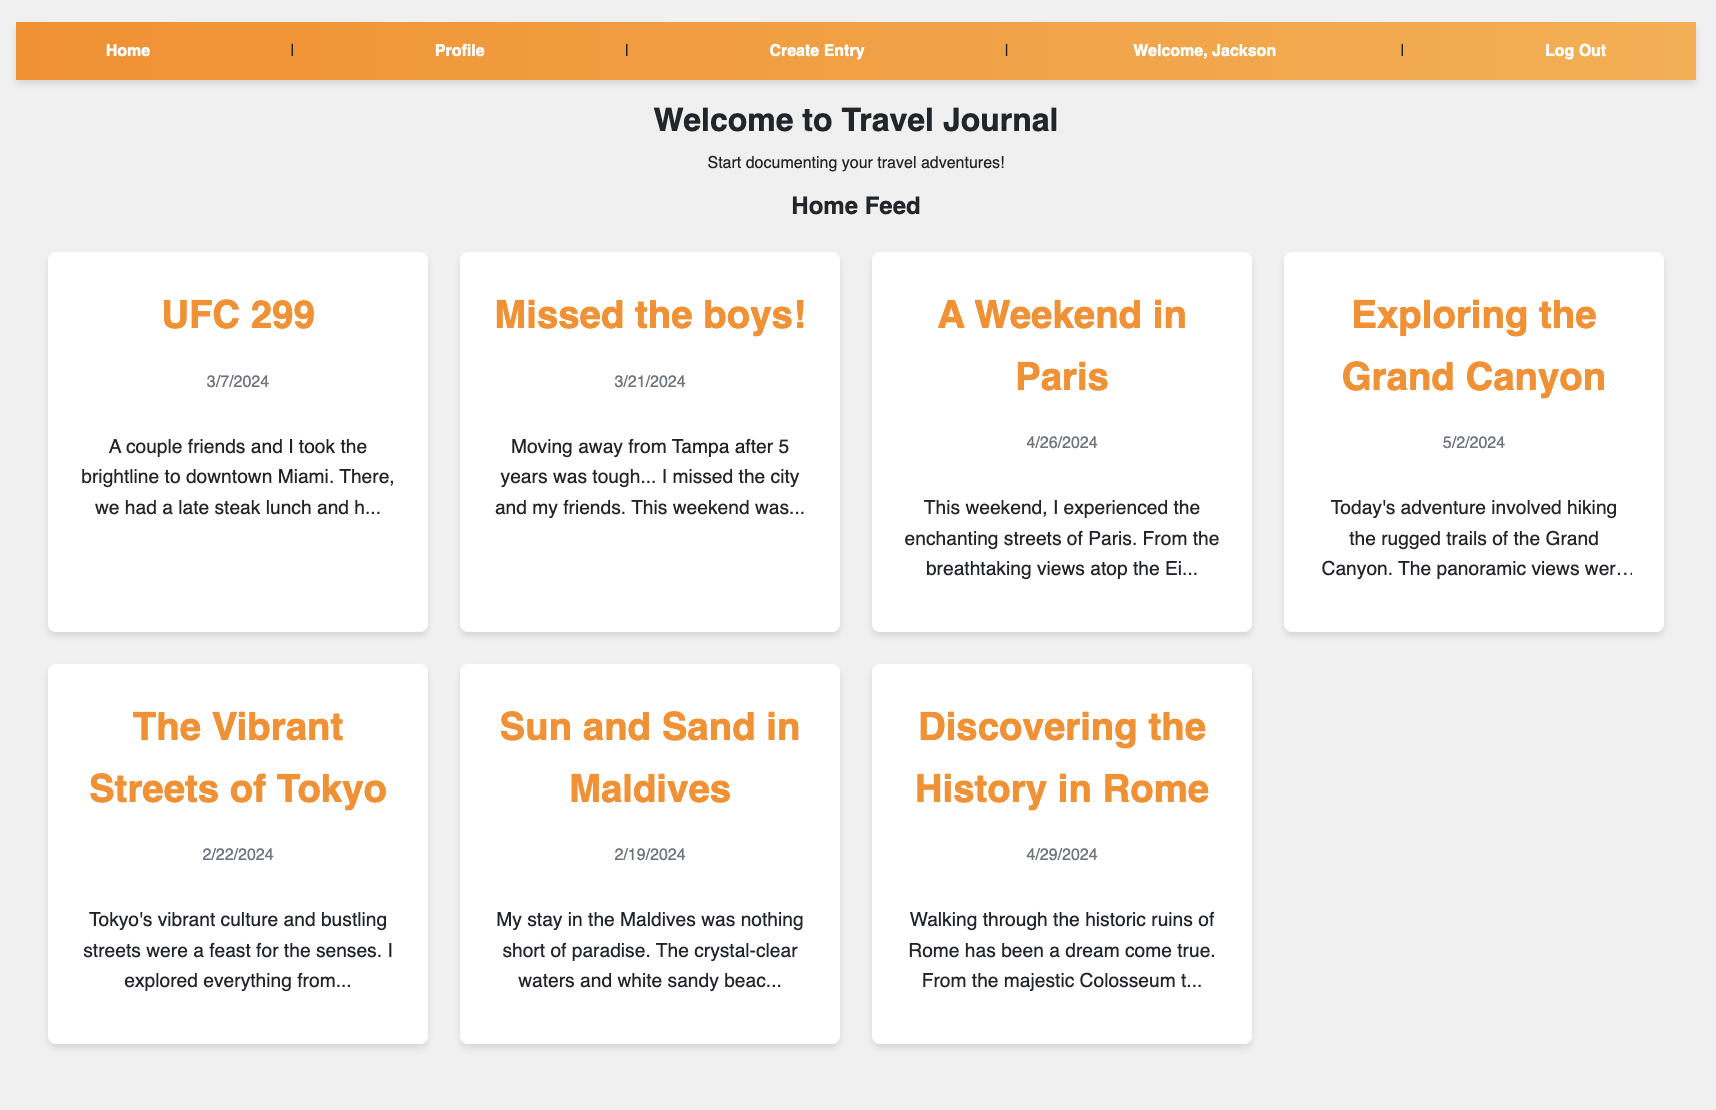 Home | Profile | Create Entry | Welcome, Jackson | Log Out
Welcome to Travel Journal
Start documenting your travel adventures!
Home Feed
UFC 299
3/7/2024
A couple friends and I took the
brightline to downtown Miami. There,
we had a late steak lunch and h...
Missed the boys!
3/21/2024
Moving away from Tampa after 5
years was tough... I missed the city
and my friends. This weekend was...
A Weekend in
Paris
4/26/2024
This weekend, I experienced the
enchanting streets of Paris. From the
breathtaking views atop the Ei...
Exploring the
Grand Canyon
5/2/2024
Today's adventure involved hiking
the rugged trails of the Grand
Canyon. The panoramic views wer...
The Vibrant
Streets of Tokyo
2/22/2024
Tokyo's vibrant culture and bustling
streets were a feast for the senses. I
explored everything from...
Sun and Sand in
Maldives
2/19/2024
My stay in the Maldives was nothing
short of paradise. The crystal-clear
waters and white sandy beac...
Discovering the
History in Rome
4/29/2024
Walking through the historic ruins of
Rome has been a dream come true.
From the majestic Colosseum t...